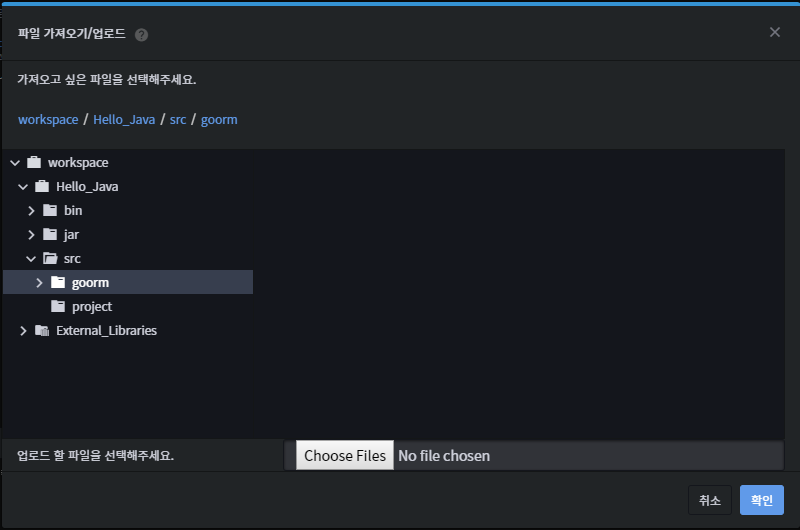 파일 가져오기/업로드 ?
가져오고 싶은 파일을 선택해주세요.
workspace / Hello_Java / src / goorm
workspace
Hello_Java
bin
jar
src
goorm
project
External_Libraries
업로드 할 파일을 선택해주세요. Choose Files No file chosen
취소 확인